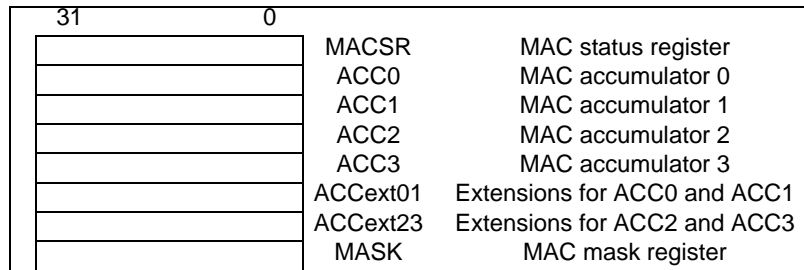 31 0
MACSR MAC status register
ACC0 MAC accumulator 0
ACC1 MAC accumulator 1
ACC2 MAC accumulator 2
ACC3 MAC accumulator 3
ACCext01 Extensions for ACC0 and ACC1
ACCext23 Extensions for ACC2 and ACC3
MASK MAC mask register